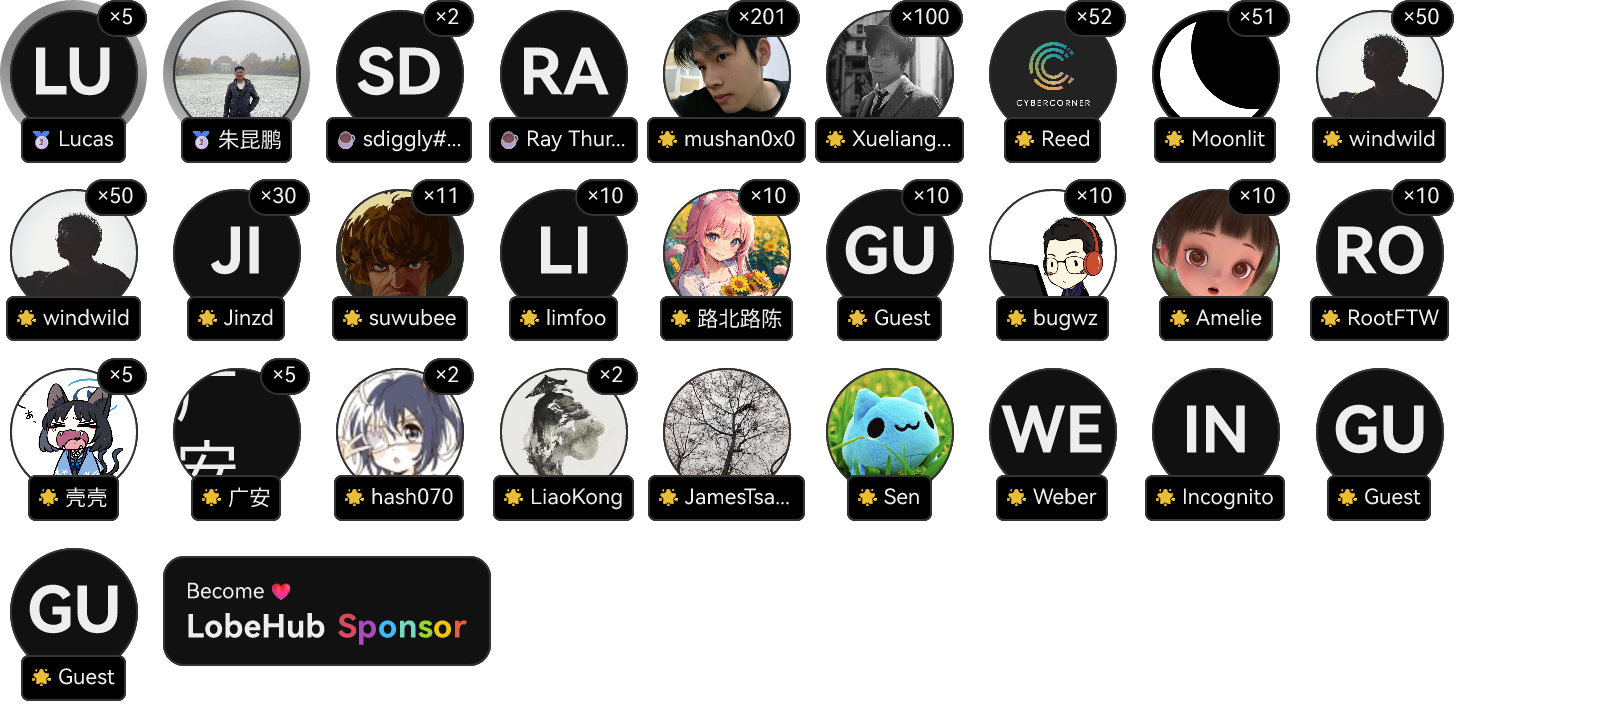 ×5
LU
Lucas
朱昆鹏
×2
SD
sdiggly#...
RA
Ray Thur...
×201
mushan0x0
×100
Xueliang...
×52
CYBERCORNER
Reed
×51
Moonlit
×50
windwild
×50
windwild
×30
JI
Jinzd
×11
suwubee
×10
LI
limfoo
×10
路北路陈
×10
GU
Guest
×10
bugwz
×10
Amelie
×10
RO
RootFTW
×5
壳壳
×5
广安
广安
×2
hash070
×2
LiaoKong
JamesTsa...
Sen
WE
Weber
IN
Incognito
GU
Guest
GU
Guest
Become
LobeHub Sponsor